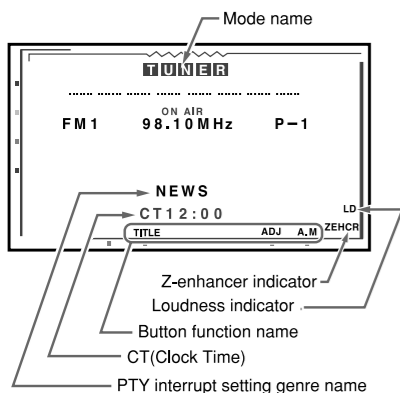 Mode name
TUNER
ON AIR
FM1 98.10MHz P-1
NEWS
CT12:00
LD
TITLE ADJ A.M ZEHCR
Z-enhancer indicator
Loudness indicator
Button function name
CT(Clock Time)
PTY interrupt setting genre name